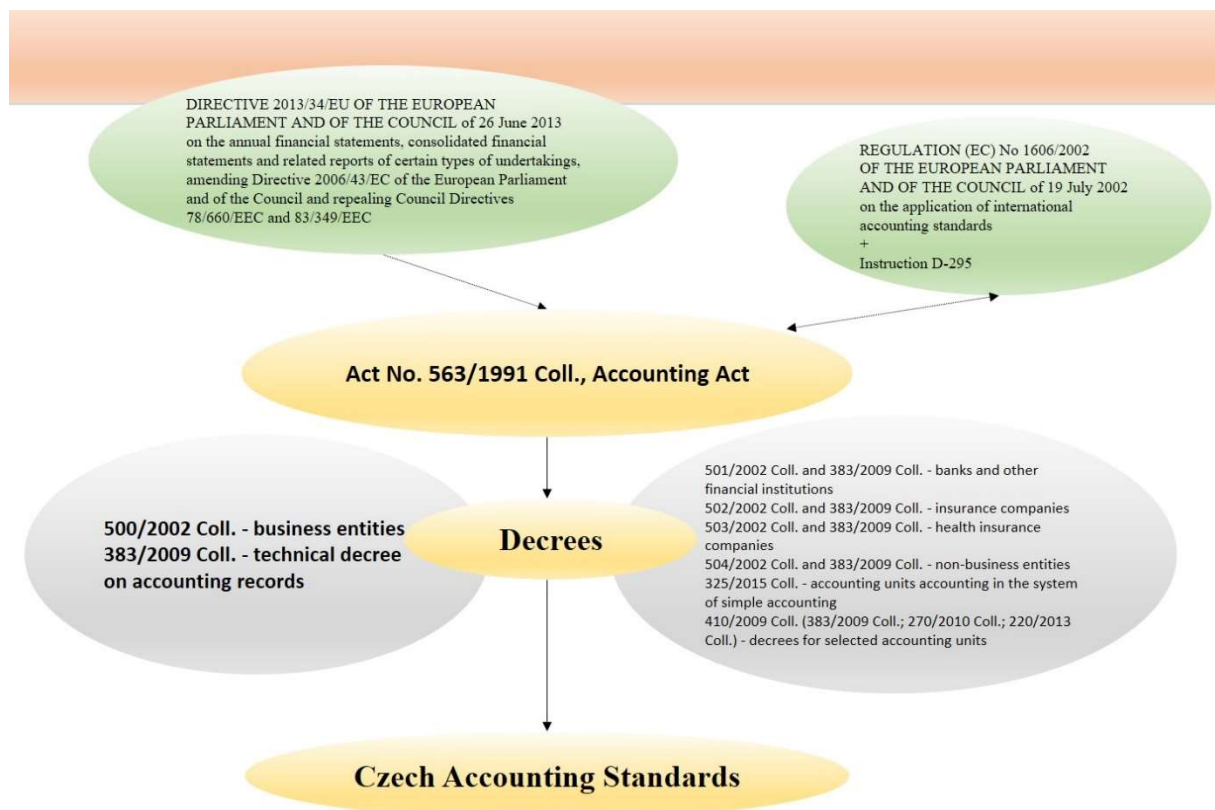 DIRECTIVE 2013/34/EU OF THE EUROPEAN
PARLIAMENT AND OF THE COUNCIL of 26 June 2013
on the annual financial statements, consolidated financial
statements and related reports of certain types of undertakings,
amending Directive 2006/43/EC of the European Parliament
and of the Council and repealing Council Directives
78/660/EEC and 83/349/EEC
REGULATION (EC) No 1606/2002
OF THE EUROPEAN PARLIAMENT
AND OF THE COUNCIL of 19 July 2002
on the application of international
accounting standards
+
Instruction D-295
Act No. 563/1991 Coll., Accounting Act
500/2002 Coll. - business entities
383/2009 Coll. - technical decree
on accounting records
Decrees
501/2002 Coll. and 383/2009 Coll. - banks and other
financial institutions
502/2002 Coll. and 383/2009 Coll. - insurance companies
503/2002 Coll. and 383/2009 Coll. - health insurance
companies
504/2002 Coll. and 383/2009 Coll. - non-business entities
325/2015 Coll. - accounting units accounting in the system
of simple accounting
410/2009 Coll. (383/2009 Coll.; 270/2010 Coll.; 220/2013
Coll.) - decrees for selected accounting units
Czech Accounting Standards